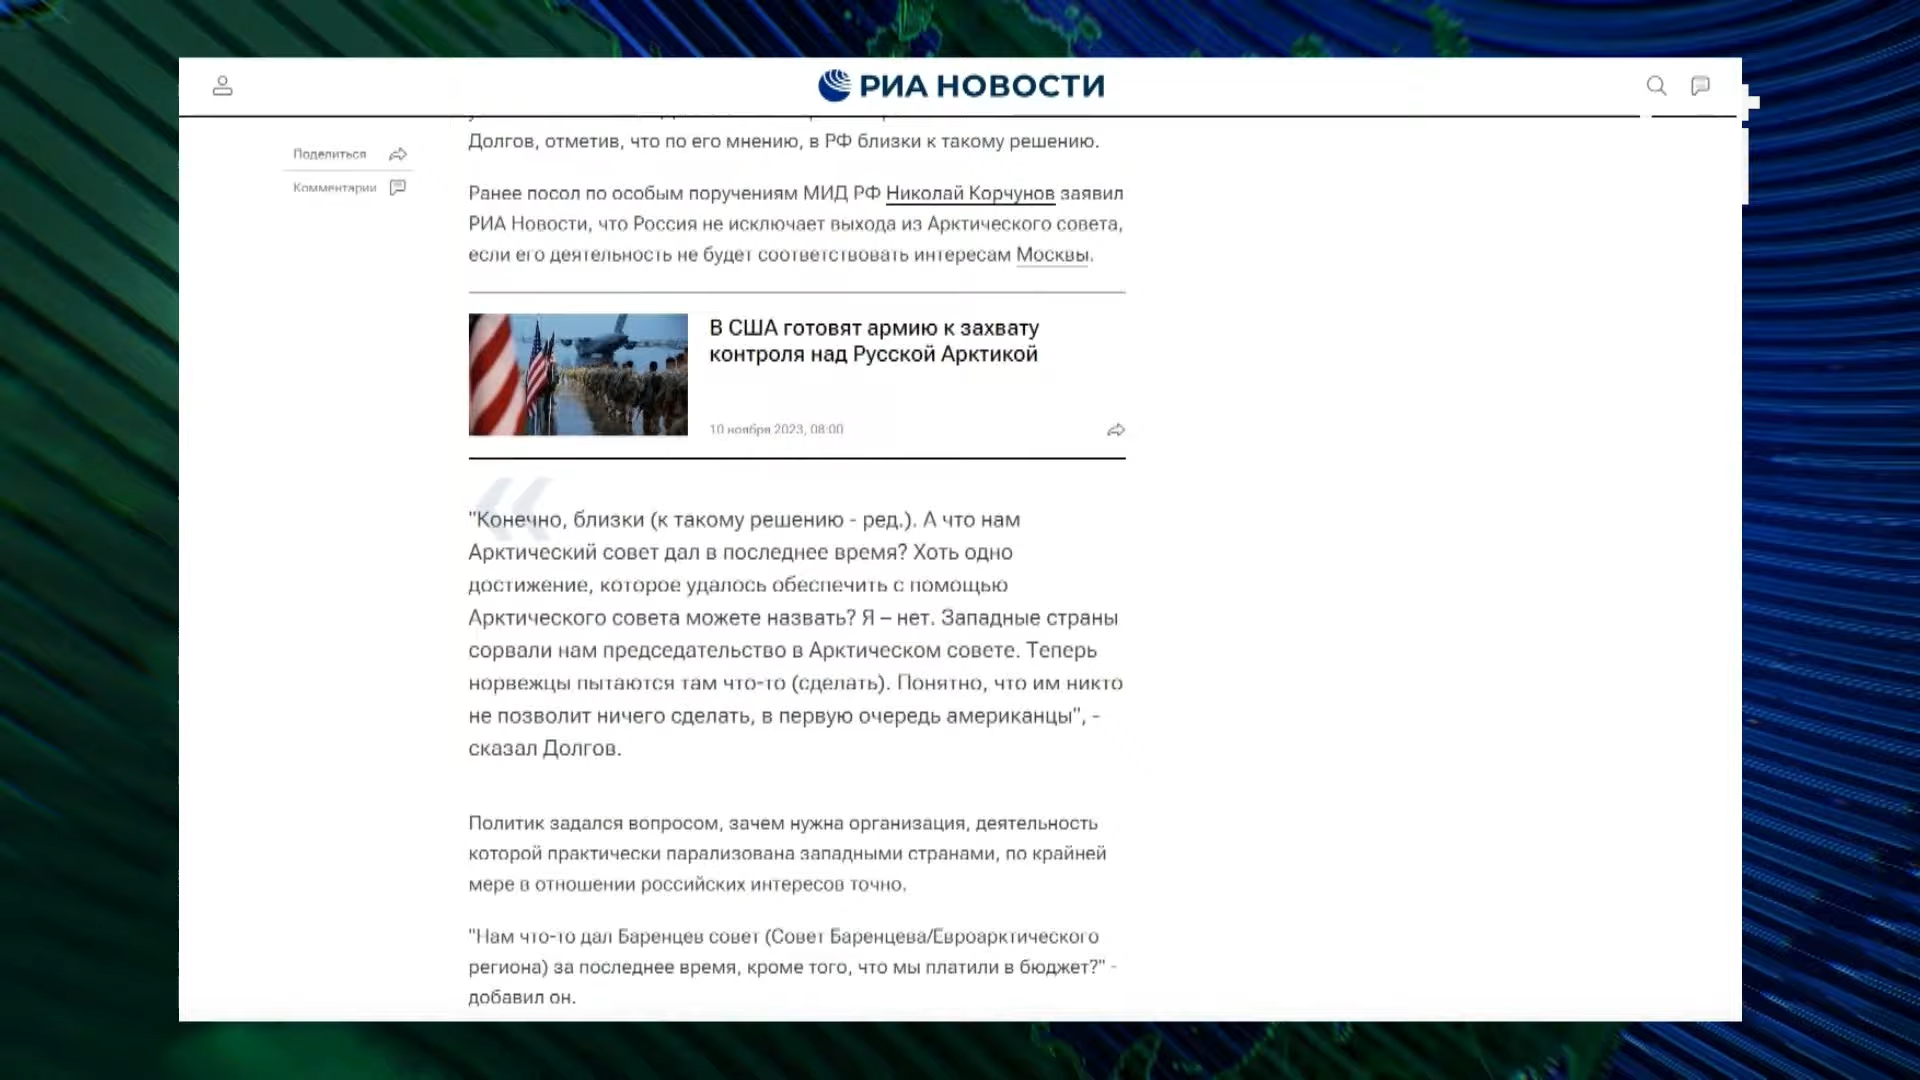 РИА НОВОСТИ
Поделиться
Комментарии
Долгов, отметив, что по его мнению, в РФ близки к такому решению.
Ранее посол по особым поручениям МИД РФ Николай Корчунов заявил
РИА Новости, что Россия не исключает выхода из Арктического совета,
если его деятельность не будет соответствовать интересам Москвы.
В США готовят армию к захвату
контроля над Русской Арктикой
10 ноября 2023, 08:00
"Конечно, близки (к такому решению - ред.). А что нам
Арктический совет дал в последнее время? Хоть одно
достижение, которое удалось обеспечить с помощью
Арктического совета можете назвать? Я – нет. Западные страны
сорвали нам председательство в Арктическом совете. Теперь
норвежцы пытаются там что-то (сделать). Понятно, что им никто
не позволит ничего сделать, в первую очередь американцы", -
сказал Долгов.
Политик задался вопросом, зачем нужна организация, деятельность
которой практически парализована западными странами, по крайней
мере в отношении российских интересов точно.
"Нам что-то дал Баренцев совет (Совет Баренцева/Евроарктического
региона) за последнее время, кроме того, что мы платили в бюджет?" -
добавил он.